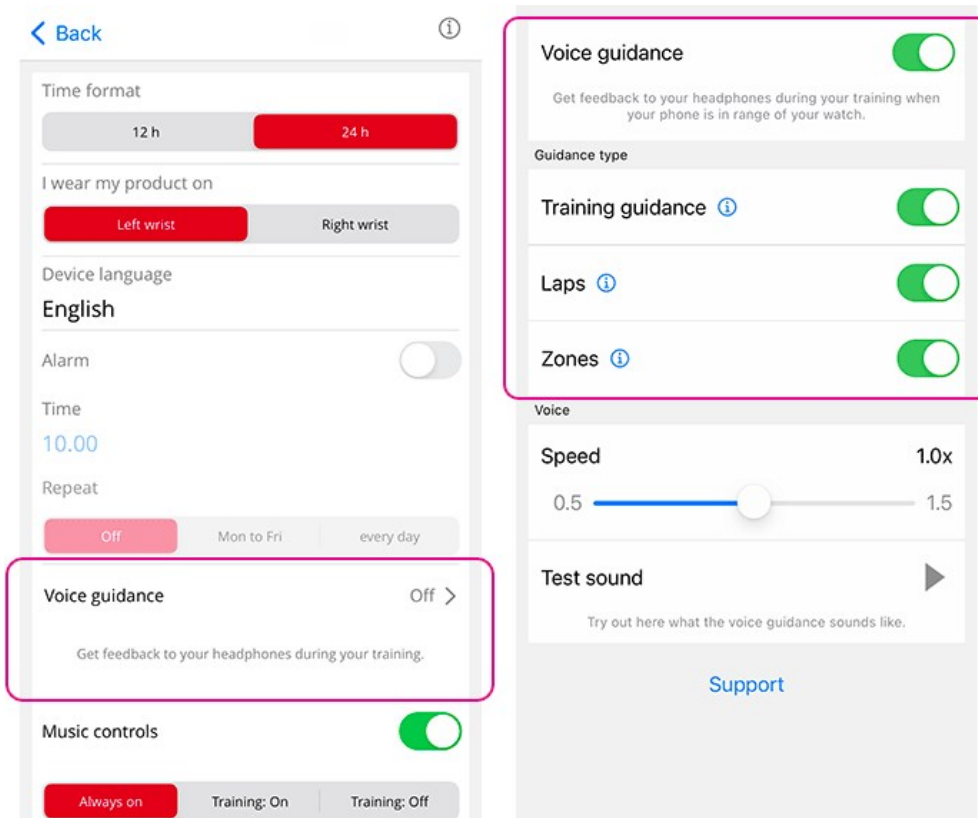 Back
Time format
12 h
24 h
I wear my product on
Left wrist
Right wrist
Device language
English
Alarm
Time
10.00
Repeat
Off
Mon to Fri
every day
Voice guidance
Off
Get feedback to your headphones during your training.
Music controls
Always on
Training: On
Training: Off
Voice guidance
Get feedback to your headphones during your training when
your phone is in range of your watch.
Guidance type
Training guidance
Laps
Zones
Voice
Speed
1.0x
0.5
1.5
Test sound
Try out here what the voice guidance sounds like.
Support